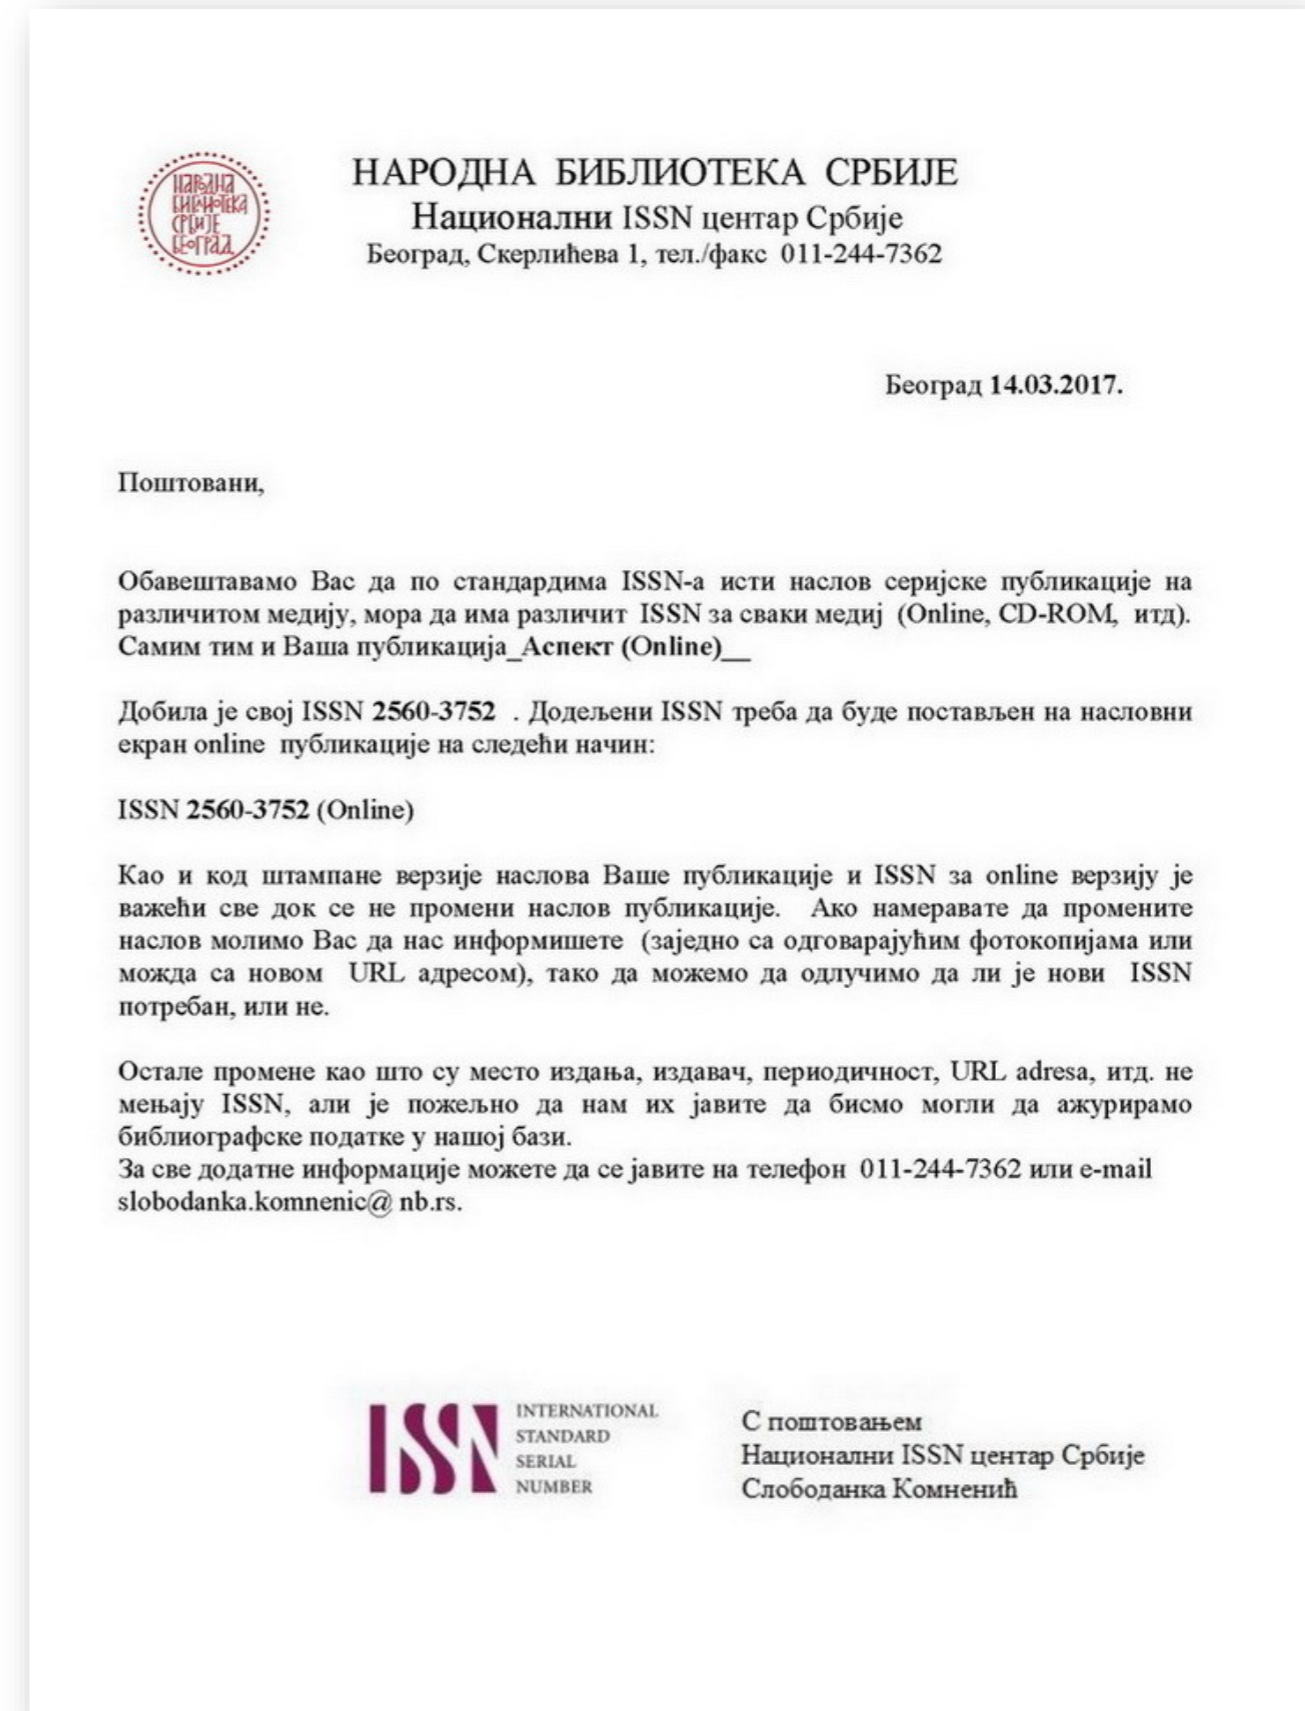 НАРОДНА
БИБЛИОТЕКА
СРБИЈЕ
БЕОГРАД
НАРОДНА БИБЛИОТЕКА СРБИЈЕ
Национални ISSN центар Србије
Београд, Скерлићева 1, тел./факс 011-244-7362
Београд 14.03.2017.
Поштовани,
Обавештавамо Вас да по стандардима ISSN-а исти наслов серијске публикације на
различитом медију, мора да има различит ISSN за сваки медиј (Online, CD-ROM, итд).
Самим тим и Ваша публикација_Аспект (Online)__
Добила је свој ISSN 2560-3752 . Додељени ISSN треба да буде постављен на насловни
екран online публикације на следећи начин:
ISSN 2560-3752 (Online)
Као и код штампане верзије наслова Ваше публикације и ISSN за online верзију је
важећи све док се не промени наслов публикације. Ако намеравате да промените
наслов молимо Вас да нас информишете (заједно са одговарајућим фотокопијама или
можда са новом URL адресом), тако да можемо да одлучимо да ли је нови ISSN
потребан, или не.
Остале промене као што су место издања, издавач, периодичност, URL adresa, итд. не
мењају ISSN, али је пожељно да нам их јавите да бисмо могли да ажурирамо
библиографске податке у нашој бази.
За све додатне информације можете да се јавите на телефон 011-244-7362 или e-mail
slobodanka.komnenic@ nb.rs.
ISSN
INTERNATIONAL
STANDARD
SERIAL
NUMBER
С поштовањем
Национални ISSN центар Србије
Слободанка Комненић